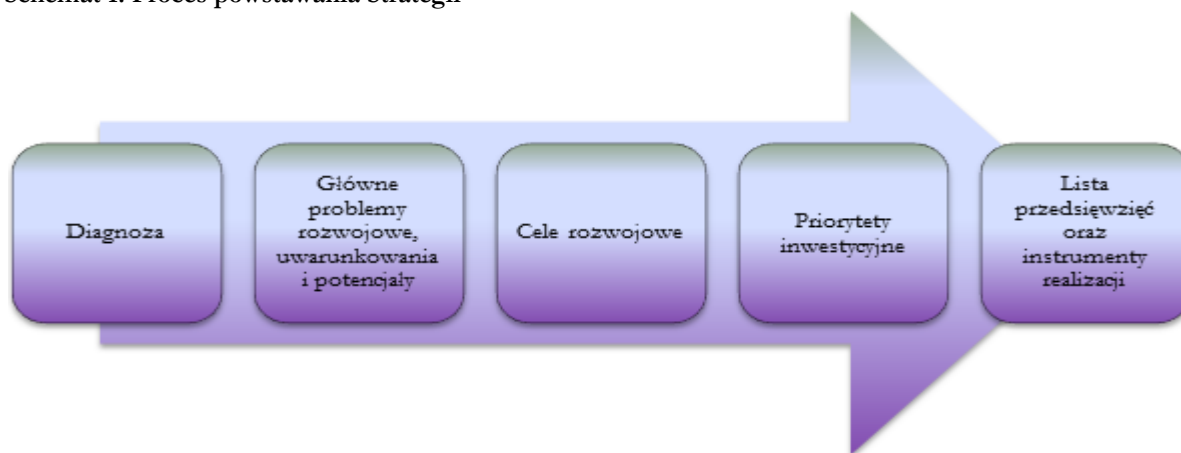 Schemat 1. Proces powstawania Strategii
Diagnoza
Główne
problemy
rozwojowe,
uwarunkowania
i potencjały
Cele rozwojowe
Priorytety
inwestycyjne
Lista
przedsięwzięć
oraz
instrumenty
realizacji